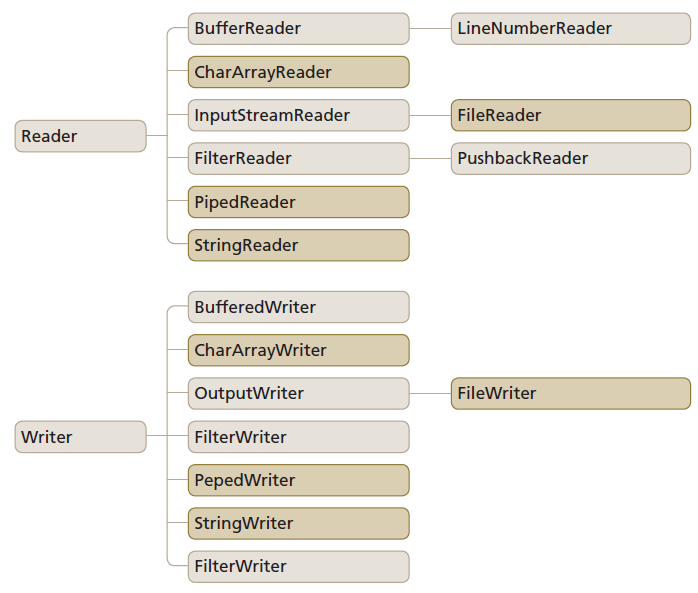 Reader
BufferReader
LineNumberReader
CharArrayReader
InputStreamReader
FileReader
FilterReader
PushbackReader
PipedReader
StringReader
Writer
BufferedWriter
CharArrayWriter
OutputWriter
FileWriter
FilterWriter
PepedWriter
StringWriter
FilterWriter